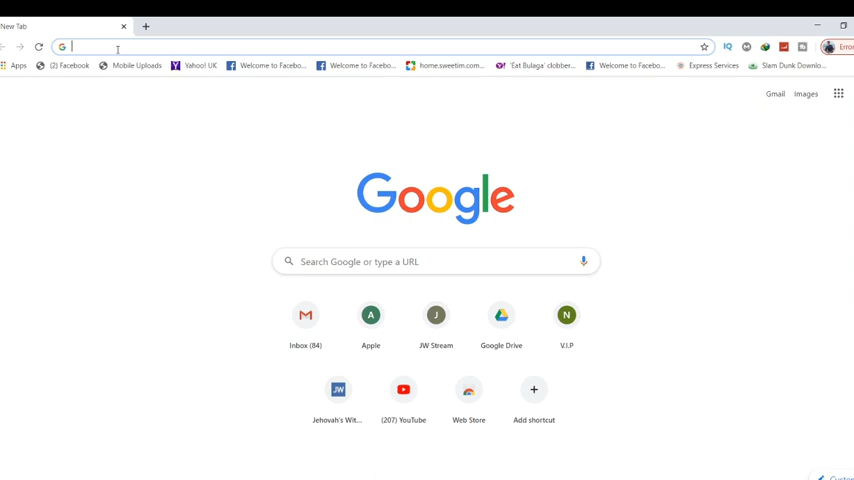 New Tab
Error
Apps (2) Facebook Mobile Uploads Yahoo! UK Welcome to Facebo... Welcome to Facebo... home.sweetim.com... 'Eat Bulaga' clobber... Welcome to Facebo... Express Services Slam Dunk Downlo...
Gmail Images
Google
Search Google or type a URL
A J N
Inbox (84) Apple JW Stream Google Drive V.I.P
JW
Jehovah's Wit... (207) YouTube Web Store Add shortcut